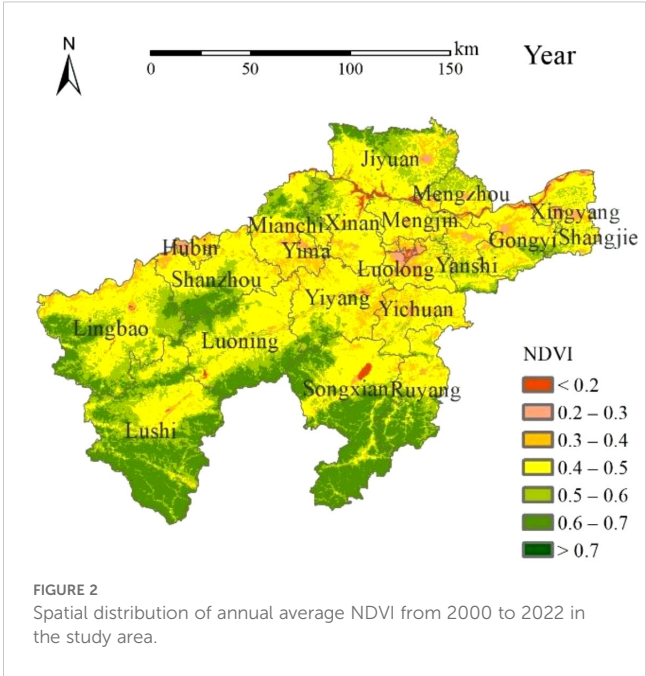 N
km
Year
0 50 100 150
Jiyuan
Mengzhou
Xingyang
Mianchi Xinan Mengjin
Gongyi Shangjie
Hubin
Yima
Luolong Yanshi
Shanzhou
Yiyang
Yichuan
Lingbao
Luoning
Songxian Ruyang
Lushi
NDVI
< 0.2
0.2 – 0.3
0.3 – 0.4
0.4 – 0.5
0.5 – 0.6
0.6 – 0.7
> 0.7
FIGURE 2
Spatial distribution of annual average NDVI from 2000 to 2022 in
the study area.